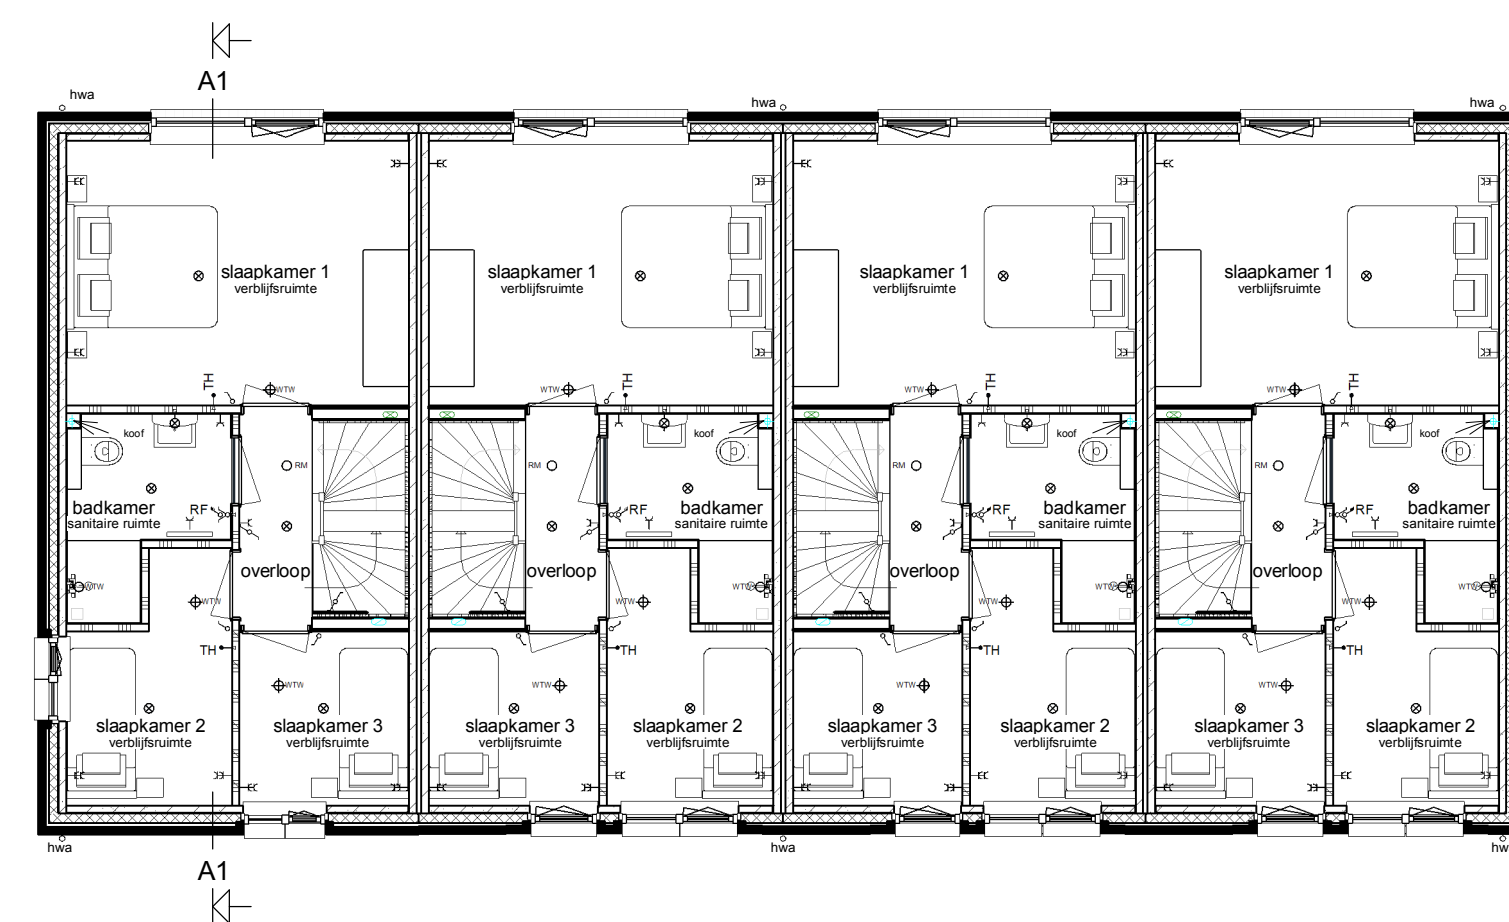 A1
hwa
hwa
hwa
slaapkamer 1
verblijfsruimte
slaapkamer 1
verblijfsruimte
slaapkamer 1
verblijfsruimte
slaapkamer 1
verblijfsruimte
TH
WTW
WTW
TH
WTW
TH
WTW
TH
koof
koof
koof
koof
RM
RM
RM
RM
badkamer
sanitaire ruimte
RF
RF
badkamer
sanitaire ruimte
RF
badkamer
sanitaire ruimte
RF
badkamer
sanitaire ruimte
overloop
overloop
overloop
overloop
WTW
WTW
WTW
WTW
WTW
WTW
WTW
WTW
TH
TH
TH
TH
WTW
WTW
WTW
WTW
slaapkamer 2
verblijfsruimte
slaapkamer 3
verblijfsruimte
slaapkamer 3
verblijfsruimte
slaapkamer 2
verblijfsruimte
slaapkamer 3
verblijfsruimte
slaapkamer 2
verblijfsruimte
slaapkamer 3
verblijfsruimte
slaapkamer 2
verblijfsruimte
hwa
hwa
hw
A1